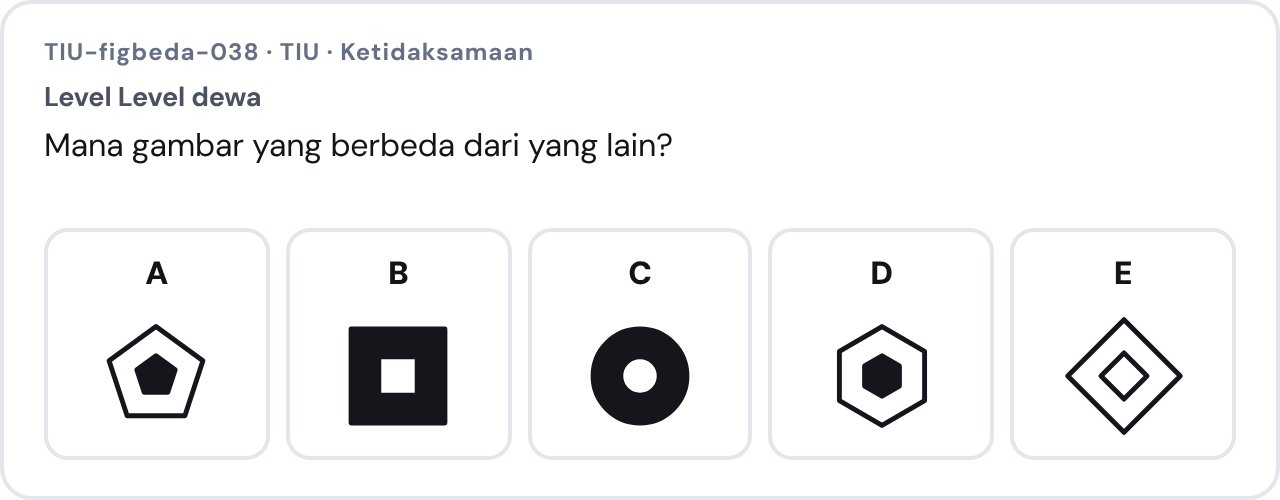 TIU-figbeda-038 · TIU · Ketidaksamaan
Level Level dewa
Mana gambar yang berbeda dari yang lain?
A
B
C
D
E